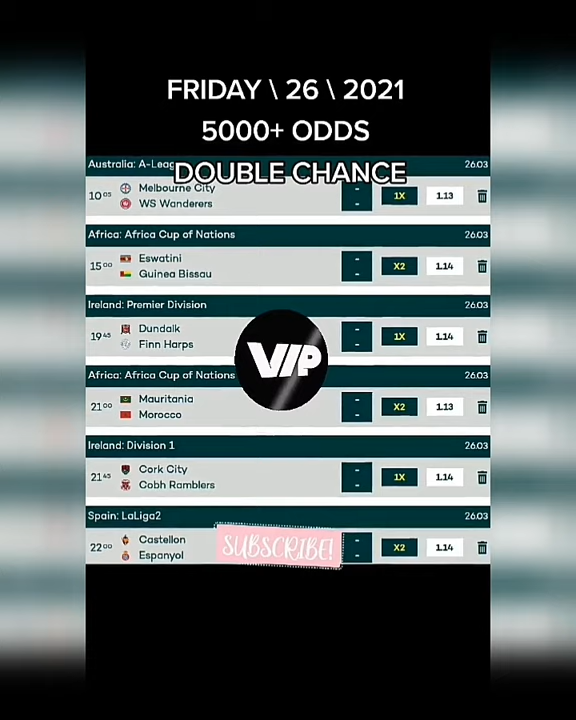 FRIDAY \ 26 \ 2021
5000+ ODDS
DOUBLE CHANCE
Australia: A-Leag 26.03
10 05 Melbourne City
WS Wanderers
- - 1X 1.13
Africa: Africa Cup of Nations 26.03
15 00 Eswatini
Guinea Bissau
- - X2 1.14
Ireland: Premier Division 26.03
19 45 Dundalk
Finn Harps
- - 1X 1.14
VIP
Africa: Africa Cup of Nations 26.03
21 00 Mauritania
Morocco
- - X2 1.13
Ireland: Division 1 26.03
21 45 Cork City
Cobh Ramblers
- - 1X 1.14
Spain: LaLiga2 26.03
22 00 Castellon
Espanyol
- - X2 1.14
SUBSCRIBE!